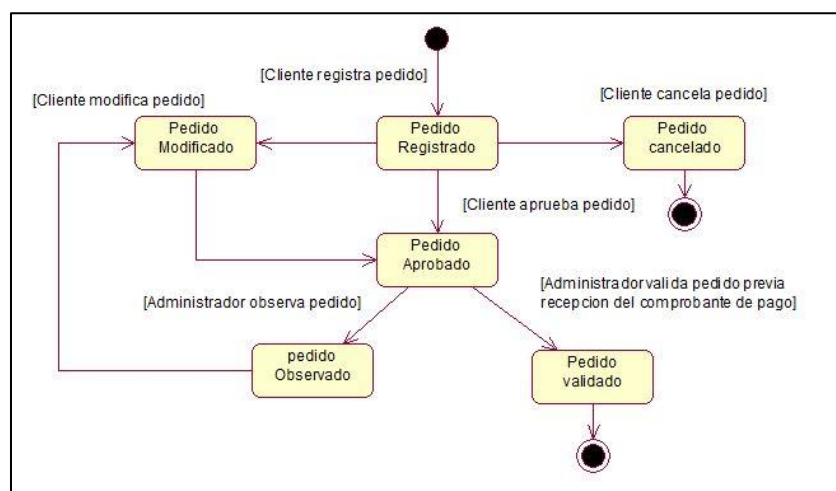 [Cliente registra pedido]
[Cliente modifica pedido]
[Cliente cancela pedido]
Pedido
Modificado
Pedido
Registrado
Pedido
cancelado
[Cliente aprueba pedido]
Pedido
Aprobado
[Administrador observa pedido]
[Administrador valida pedido previa
recepcion del comprobante de pago]
pedido
Observado
Pedido
validado